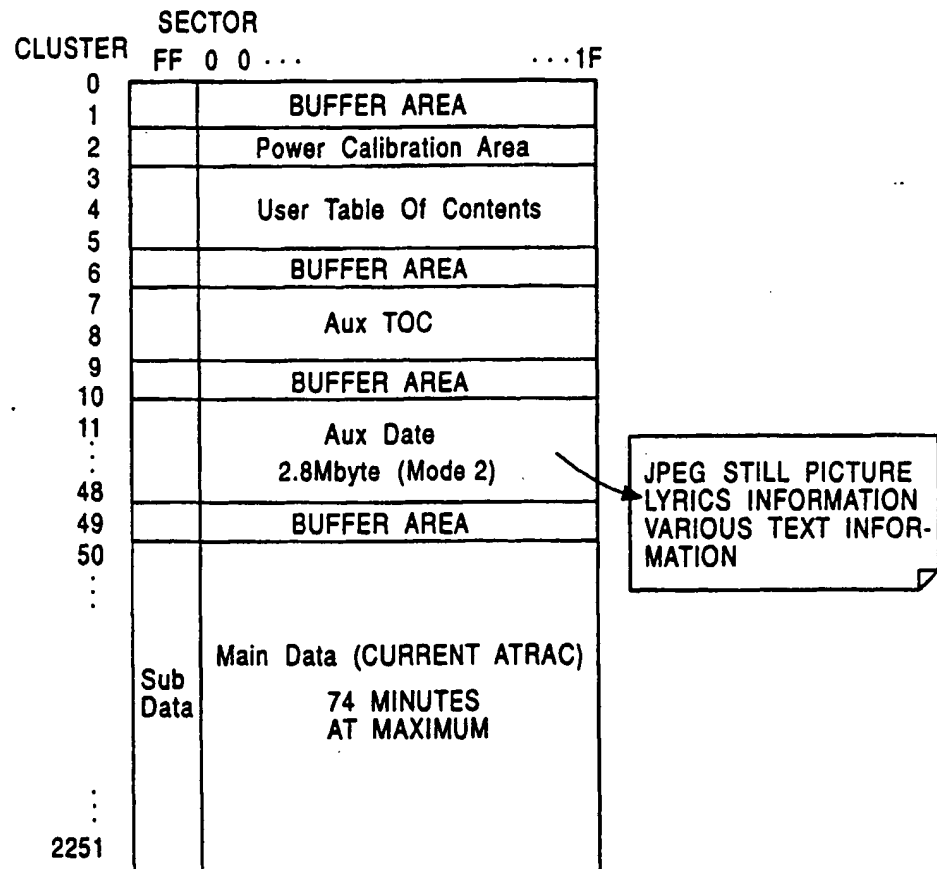 SECTOR
CLUSTER FF 0 0 ··· ···1F
0
1 BUFFER AREA
2 Power Calibration Area
3
4 User Table Of Contents
5
6 BUFFER AREA
7
8 Aux TOC
9
10 BUFFER AREA
11 Aux Date
2.8Mbyte (Mode 2)
48
49 BUFFER AREA
50
JPEG STILL PICTURE
LYRICS INFORMATION
VARIOUS TEXT INFOR-
MATION
Sub
Data
Main Data (CURRENT ATRAC)
74 MINUTES
AT MAXIMUM
2251